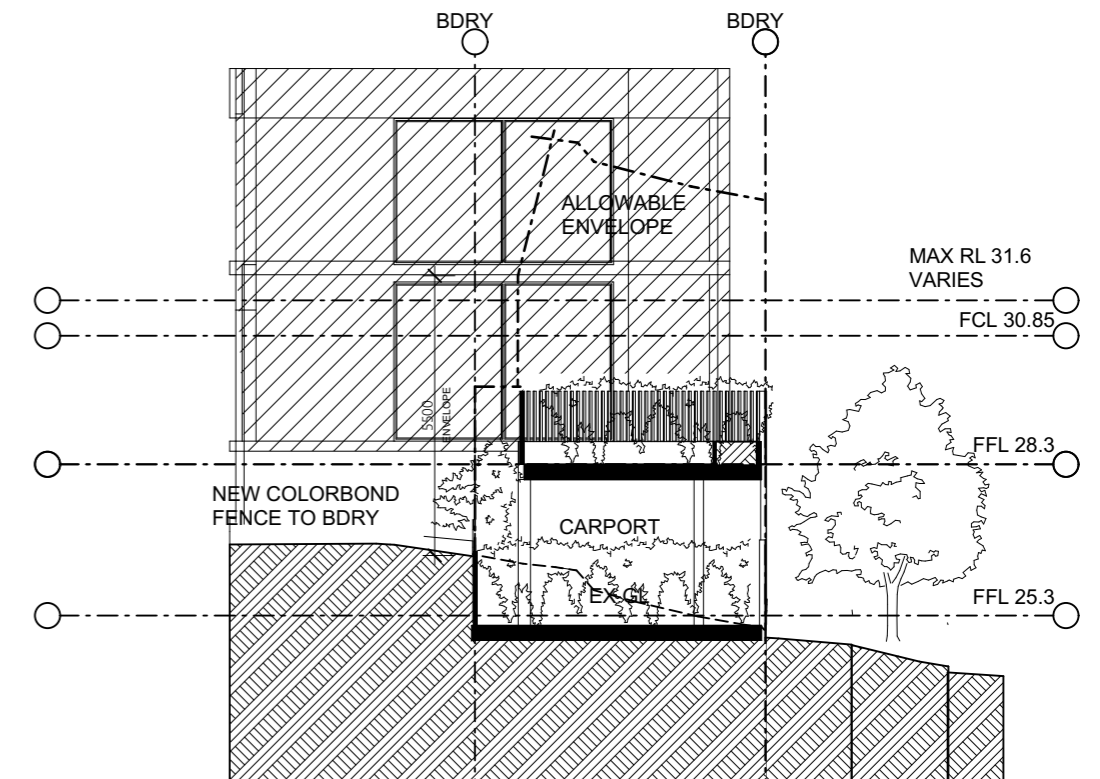 BDRY
BDRY
ALLOWABLE
ENVELOPE
MAX RL 31.6
VARIES
FCL 30.85
5500
ENVELOPE
FFL 28.3
NEW COLORBOND
FENCE TO BDRY
CARPORT
EX GL
FFL 25.3